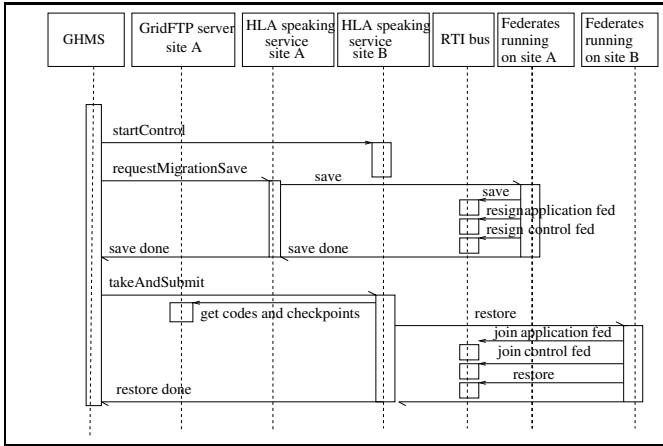 GHMS
GridFTP server
site A
HLA speaking
service
site A
HLA speaking
service
site B
RTI bus
Federates
running
on site A
Federates
running
on site B
startControl
requestMigrationSave
save
save
resignapplication fed
resign control fed
save done
save done
takeAndSubmit
get codes and checkpoints
restore
join application fed
join control fed
restore
restore done